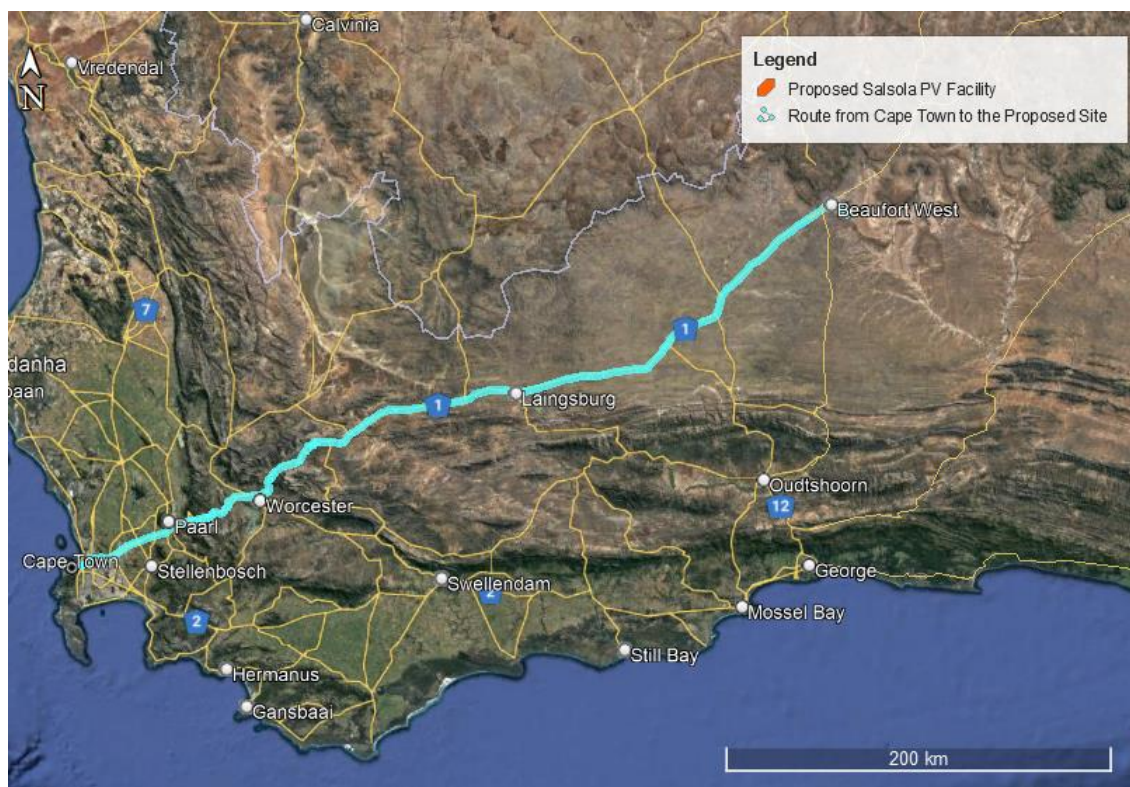 Calvinia
Vredendal
N
Legend
Proposed Salsola PV Facility
Route from Cape Town to the Proposed Site
Beaufort West
7
1
danha
paan
1
Laingsburg
Oudtshoorn
12
Worcester
Paarl
Cape Town
Stellenbosch
George
Swellendam
2
2
Mossel Bay
Still Bay
Hermanus
Gansbaai
200 km